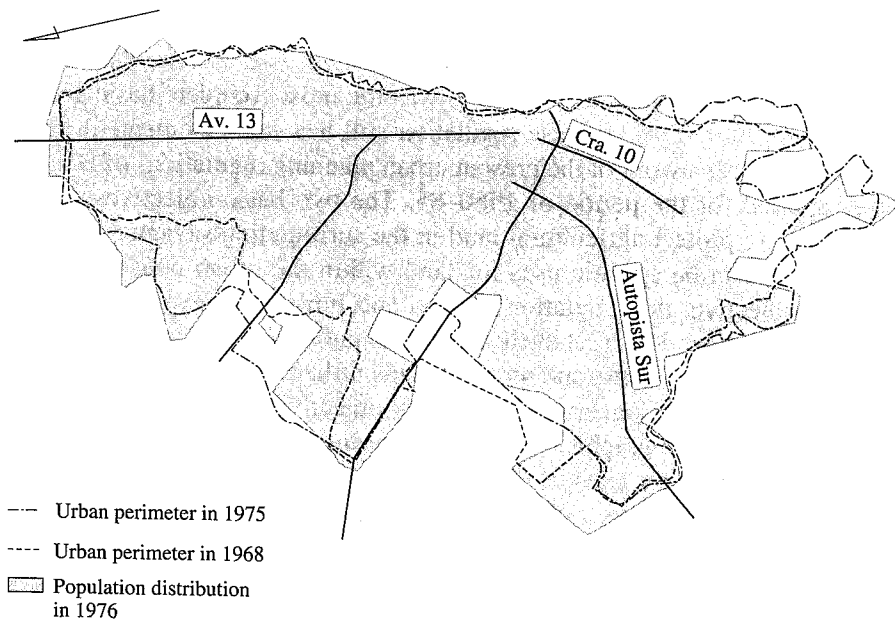 Av. 13
Cra. 10
Autopista Sur
Urban perimeter in 1975
Urban perimeter in 1968
Population distribution
in 1976